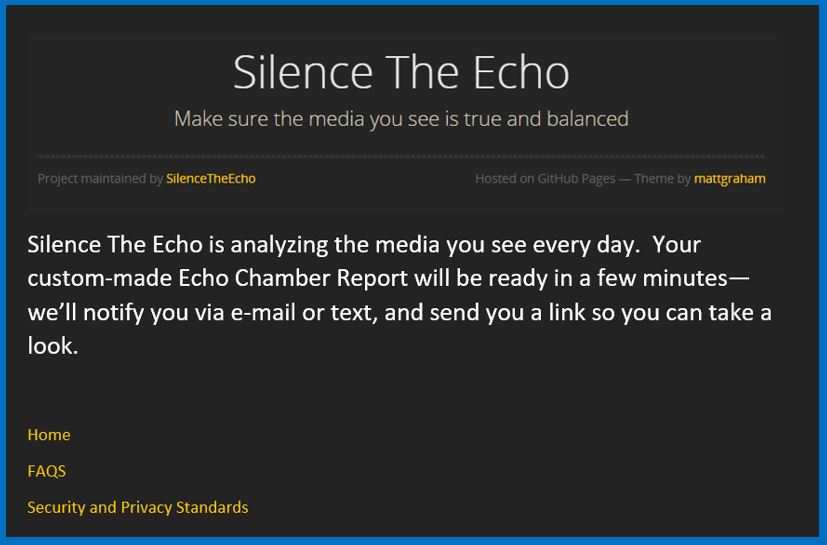 Silence The Echo
Make sure the media you see is true and balanced
Project maintained by SilenceTheEcho
Hosted on GitHub Pages — Theme by mattgraham
Silence The Echo is analyzing the media you see every day.  Your
custom-made Echo Chamber Report will be ready in a few minutes—
we’ll notify you via e-mail or text, and send you a link so you can take a
look.
Home
FAQS
Security and Privacy Standards